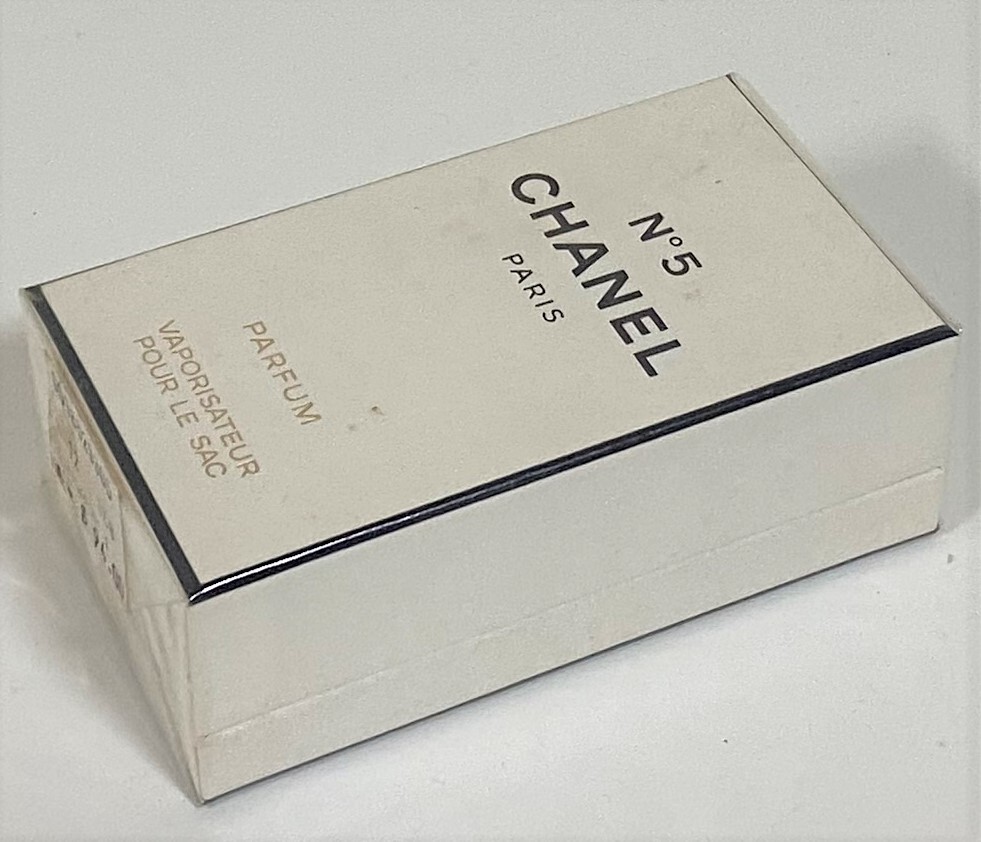 N°5
CHANEL
PARIS
PARFUM
VAPORISATEUR
POUR LE SAC